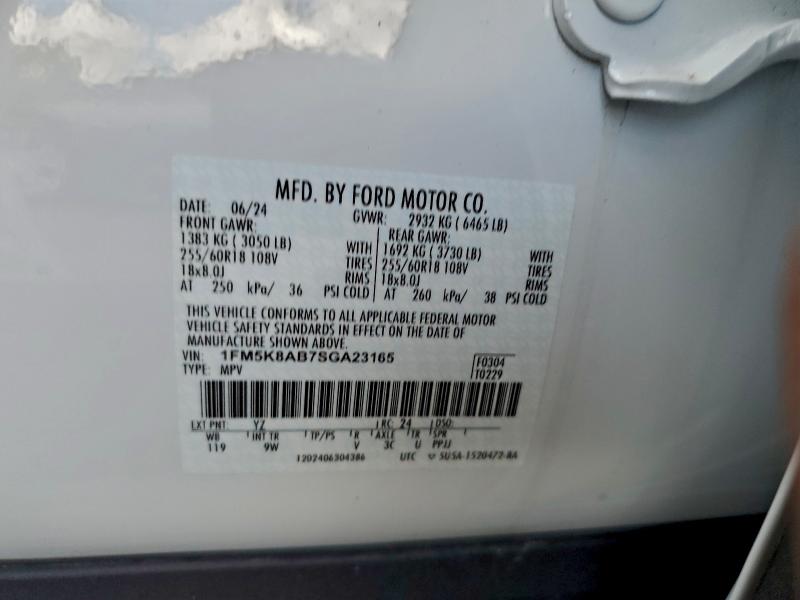 MFD. BY FORD MOTOR CO.
DATE: 06/24 GVWR: 2932 KG ( 6465 LB)
FRONT GAWR: REAR GAWR:
1383 KG ( 3050 LB) WITH 1692 KG ( 3730 LB) WITH
255/60R18 108V TIRES 255/60R18 108V TIRES
18x8.0J RIMS 18x8.0J RIMS
AT 250 kPa/ 36 PSI COLD AT 260 kPa/ 38 PSI COLD
THIS VEHICLE CONFORMS TO ALL APPLICABLE FEDERAL MOTOR
VEHICLE SAFETY STANDARDS IN EFFECT ON THE DATE OF
MANUFACTURE SHOWN ABOVE.
VIN: 1FM5K8AB7SGA23165 F0304
TYPE: MPV T0229
EXT PNT: YZ RC: 24 DSO:
WB INT TR TP/PS R AXLE TR SPR
119 9W V 3C U PPJJ
1202406304386 UTC SU5A-1520472-AA